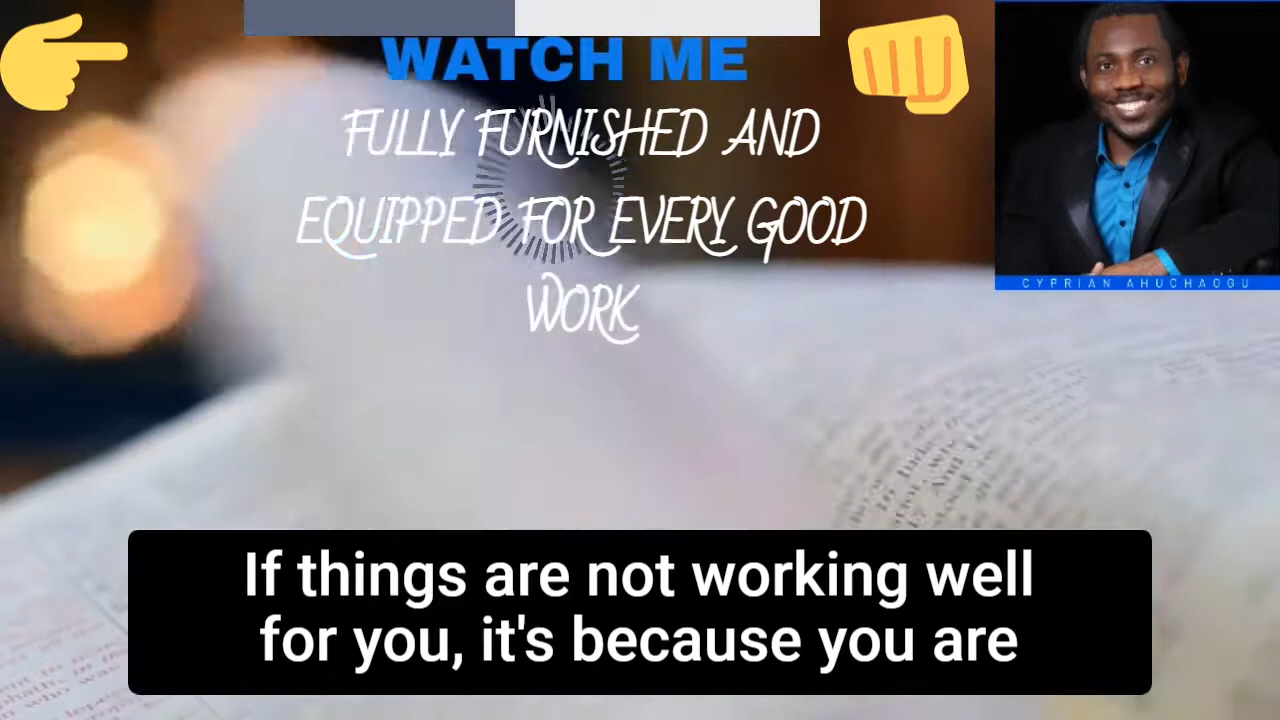 WATCH ME
FULLY FURNISHED AND
EQUIPPED FOR EVERY GOOD
WORK
CYPRIAN AHUCHAOGU
If things are not working well
for you, it's because you are